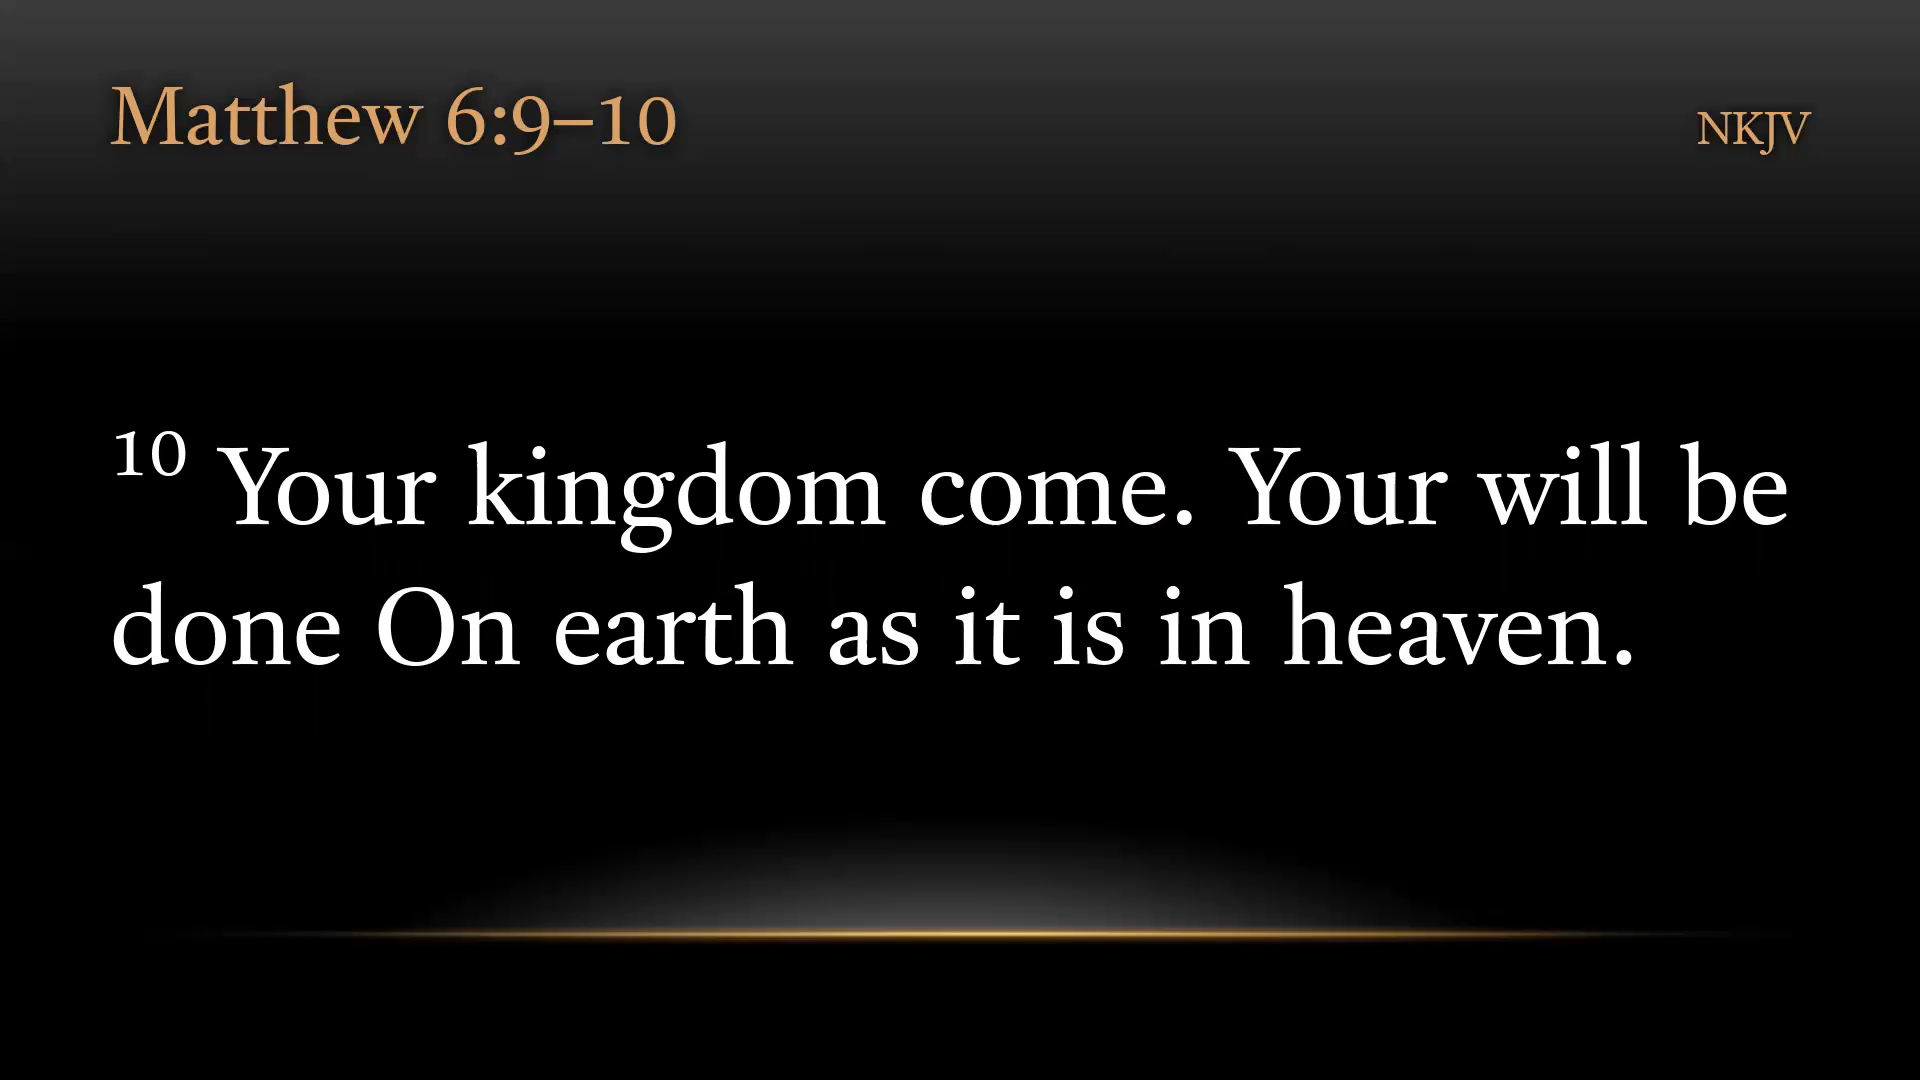 Matthew 6:9–10
NKJV
10 Your kingdom come. Your will be
done On earth as it is in heaven.